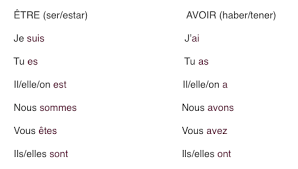 ÊTRE (ser/estar) AVOIR (haber/tener)
Je suis J'ai
Tu es Tu as
Il/elle/on est Il/elle/on a
Nous sommes Nous avons
Vous êtes Vous avez
Ils/elles sont Ils/elles ont